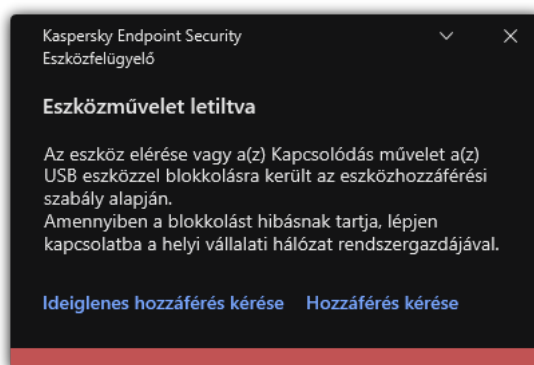 Kaspersky Endpoint Security
Eszközfelügyelő
Eszközművelet letiltva
Az eszköz elérése vagy a(z) Kapcsolódás művelet a(z)
USB eszközzel blokkolásra került az eszközhozzáférési
szabály alapján.
Amennyiben a blokkolást hibásnak tartja, lépjen
kapcsolatba a helyi vállalati hálózat rendszergazdájával.
Ideiglenes hozzáférés kérése Hozzáférés kérése